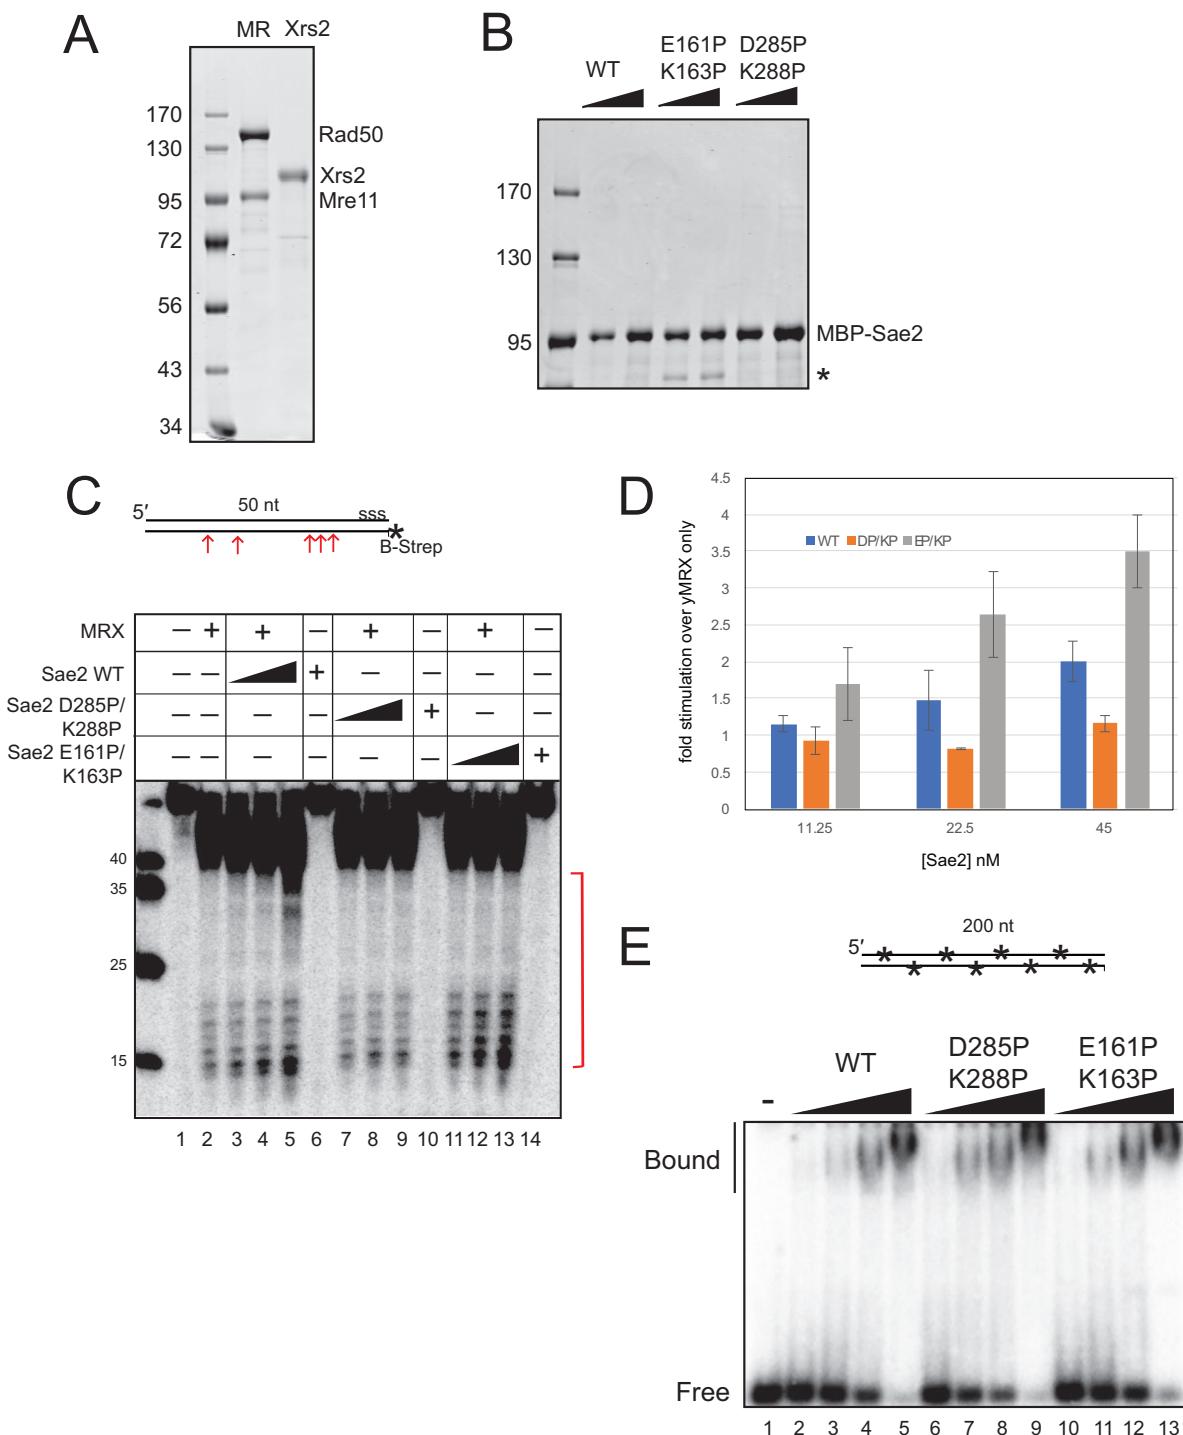 A
MR Xrs2
170
130
95
72
56
43
34
Rad50
Xrs2
Mre11
B
WT
E161P
K163P
D285P
K288P
170
130
95
MBP-Sae2
*
C
5′
50 nt
sss
*
B-Strep
MRX — + + — + — + —
Sae2 WT — — + — — — —
Sae2 D285P/
K288P
— — — — + — —
Sae2 E161P/
K163P
— — — — — — +
40
35
25
15
1 2 3 4 5 6 7 8 9 10 11 12 13 14
D
fold stimulation over yMRX only
4.5
4
3.5
3
2.5
2
1.5
1
0.5
0
WT DP/KP EP/KP
11.25 22.5 45
[Sae2] nM
E
200 nt
5′
* * * *
* * * *
-
WT
D285P
K288P
E161P
K163P
Bound
Free
1 2 3 4 5 6 7 8 9 10 11 12 13